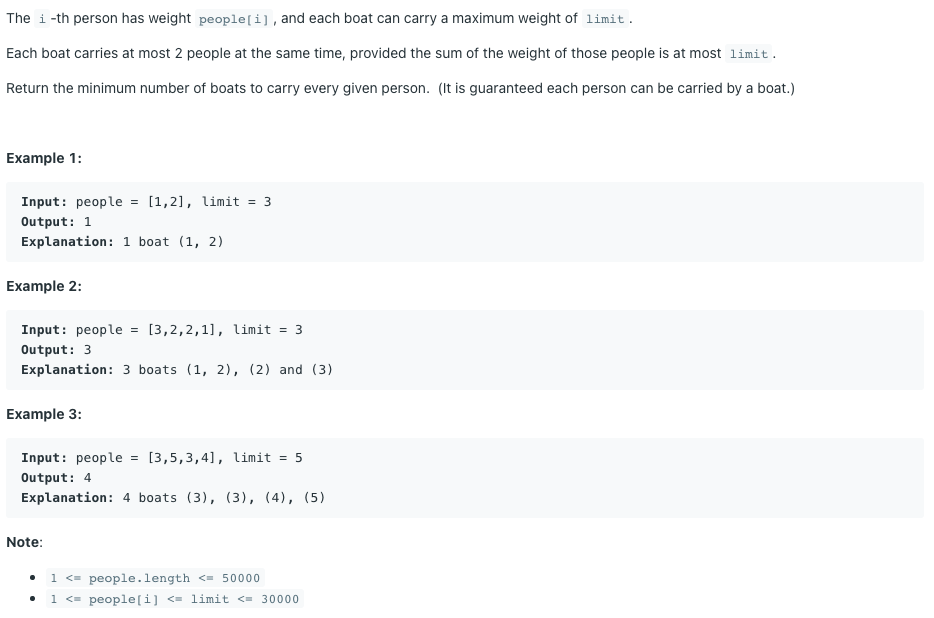 The i -th person has weight people[i] , and each boat can carry a maximum weight of limit .
Each boat carries at most 2 people at the same time, provided the sum of the weight of those people is at most limit .
Return the minimum number of boats to carry every given person.  (It is guaranteed each person can be carried by a boat.)
Example 1:
Input: people = [1,2], limit = 3
Output: 1
Explanation: 1 boat (1, 2)
Example 2:
Input: people = [3,2,2,1], limit = 3
Output: 3
Explanation: 3 boats (1, 2), (2) and (3)
Example 3:
Input: people = [3,5,3,4], limit = 5
Output: 4
Explanation: 4 boats (3), (3), (4), (5)
Note:
• 1 <= people.length <= 50000
• 1 <= people[i] <= limit <= 30000